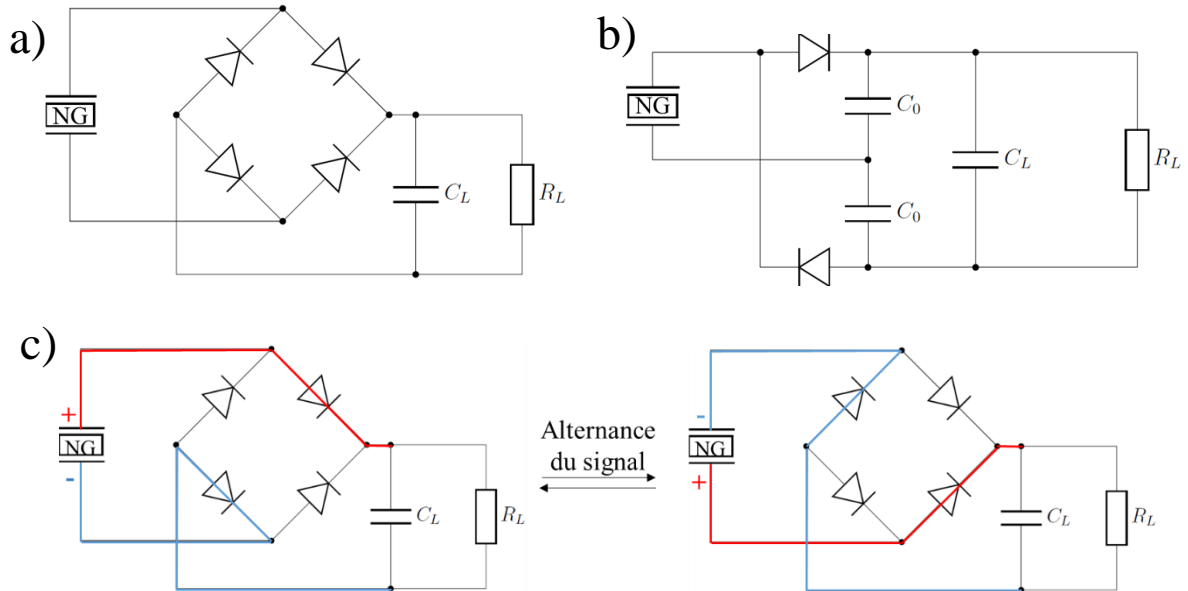 a)
NG
C_L
R_L
b)
NG
C_0
C_0
C_L
R_L
c)
+
NG
-
C_L
R_L
Alternance
du signal
-
NG
+
C_L
R_L